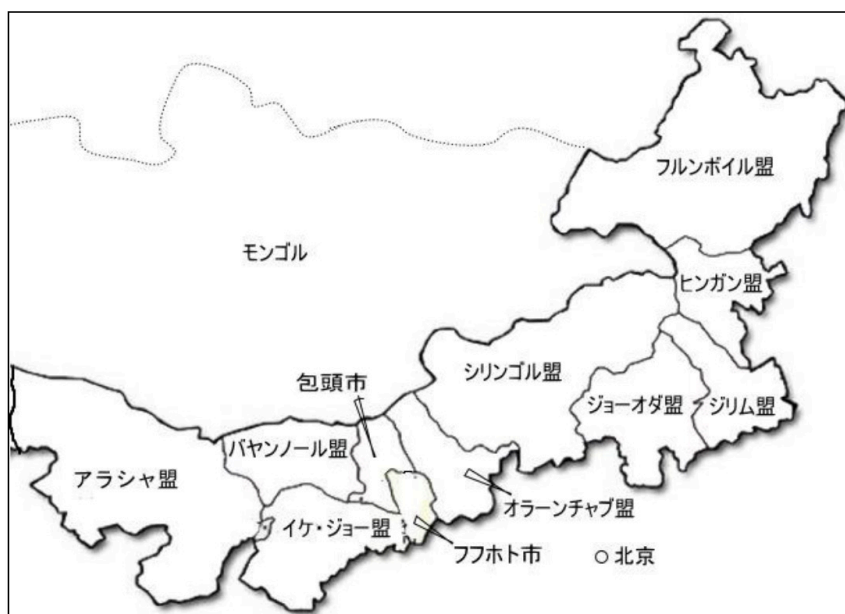 フルンボイル盟
モンゴル
ヒンガン盟
シリンゴル盟
包頭市
ジョーオダ盟
ジリム盟
バヤンノール盟
アラシャ盟
オラーンチャブ盟
イケ・ジョー盟
フフホト市
北京